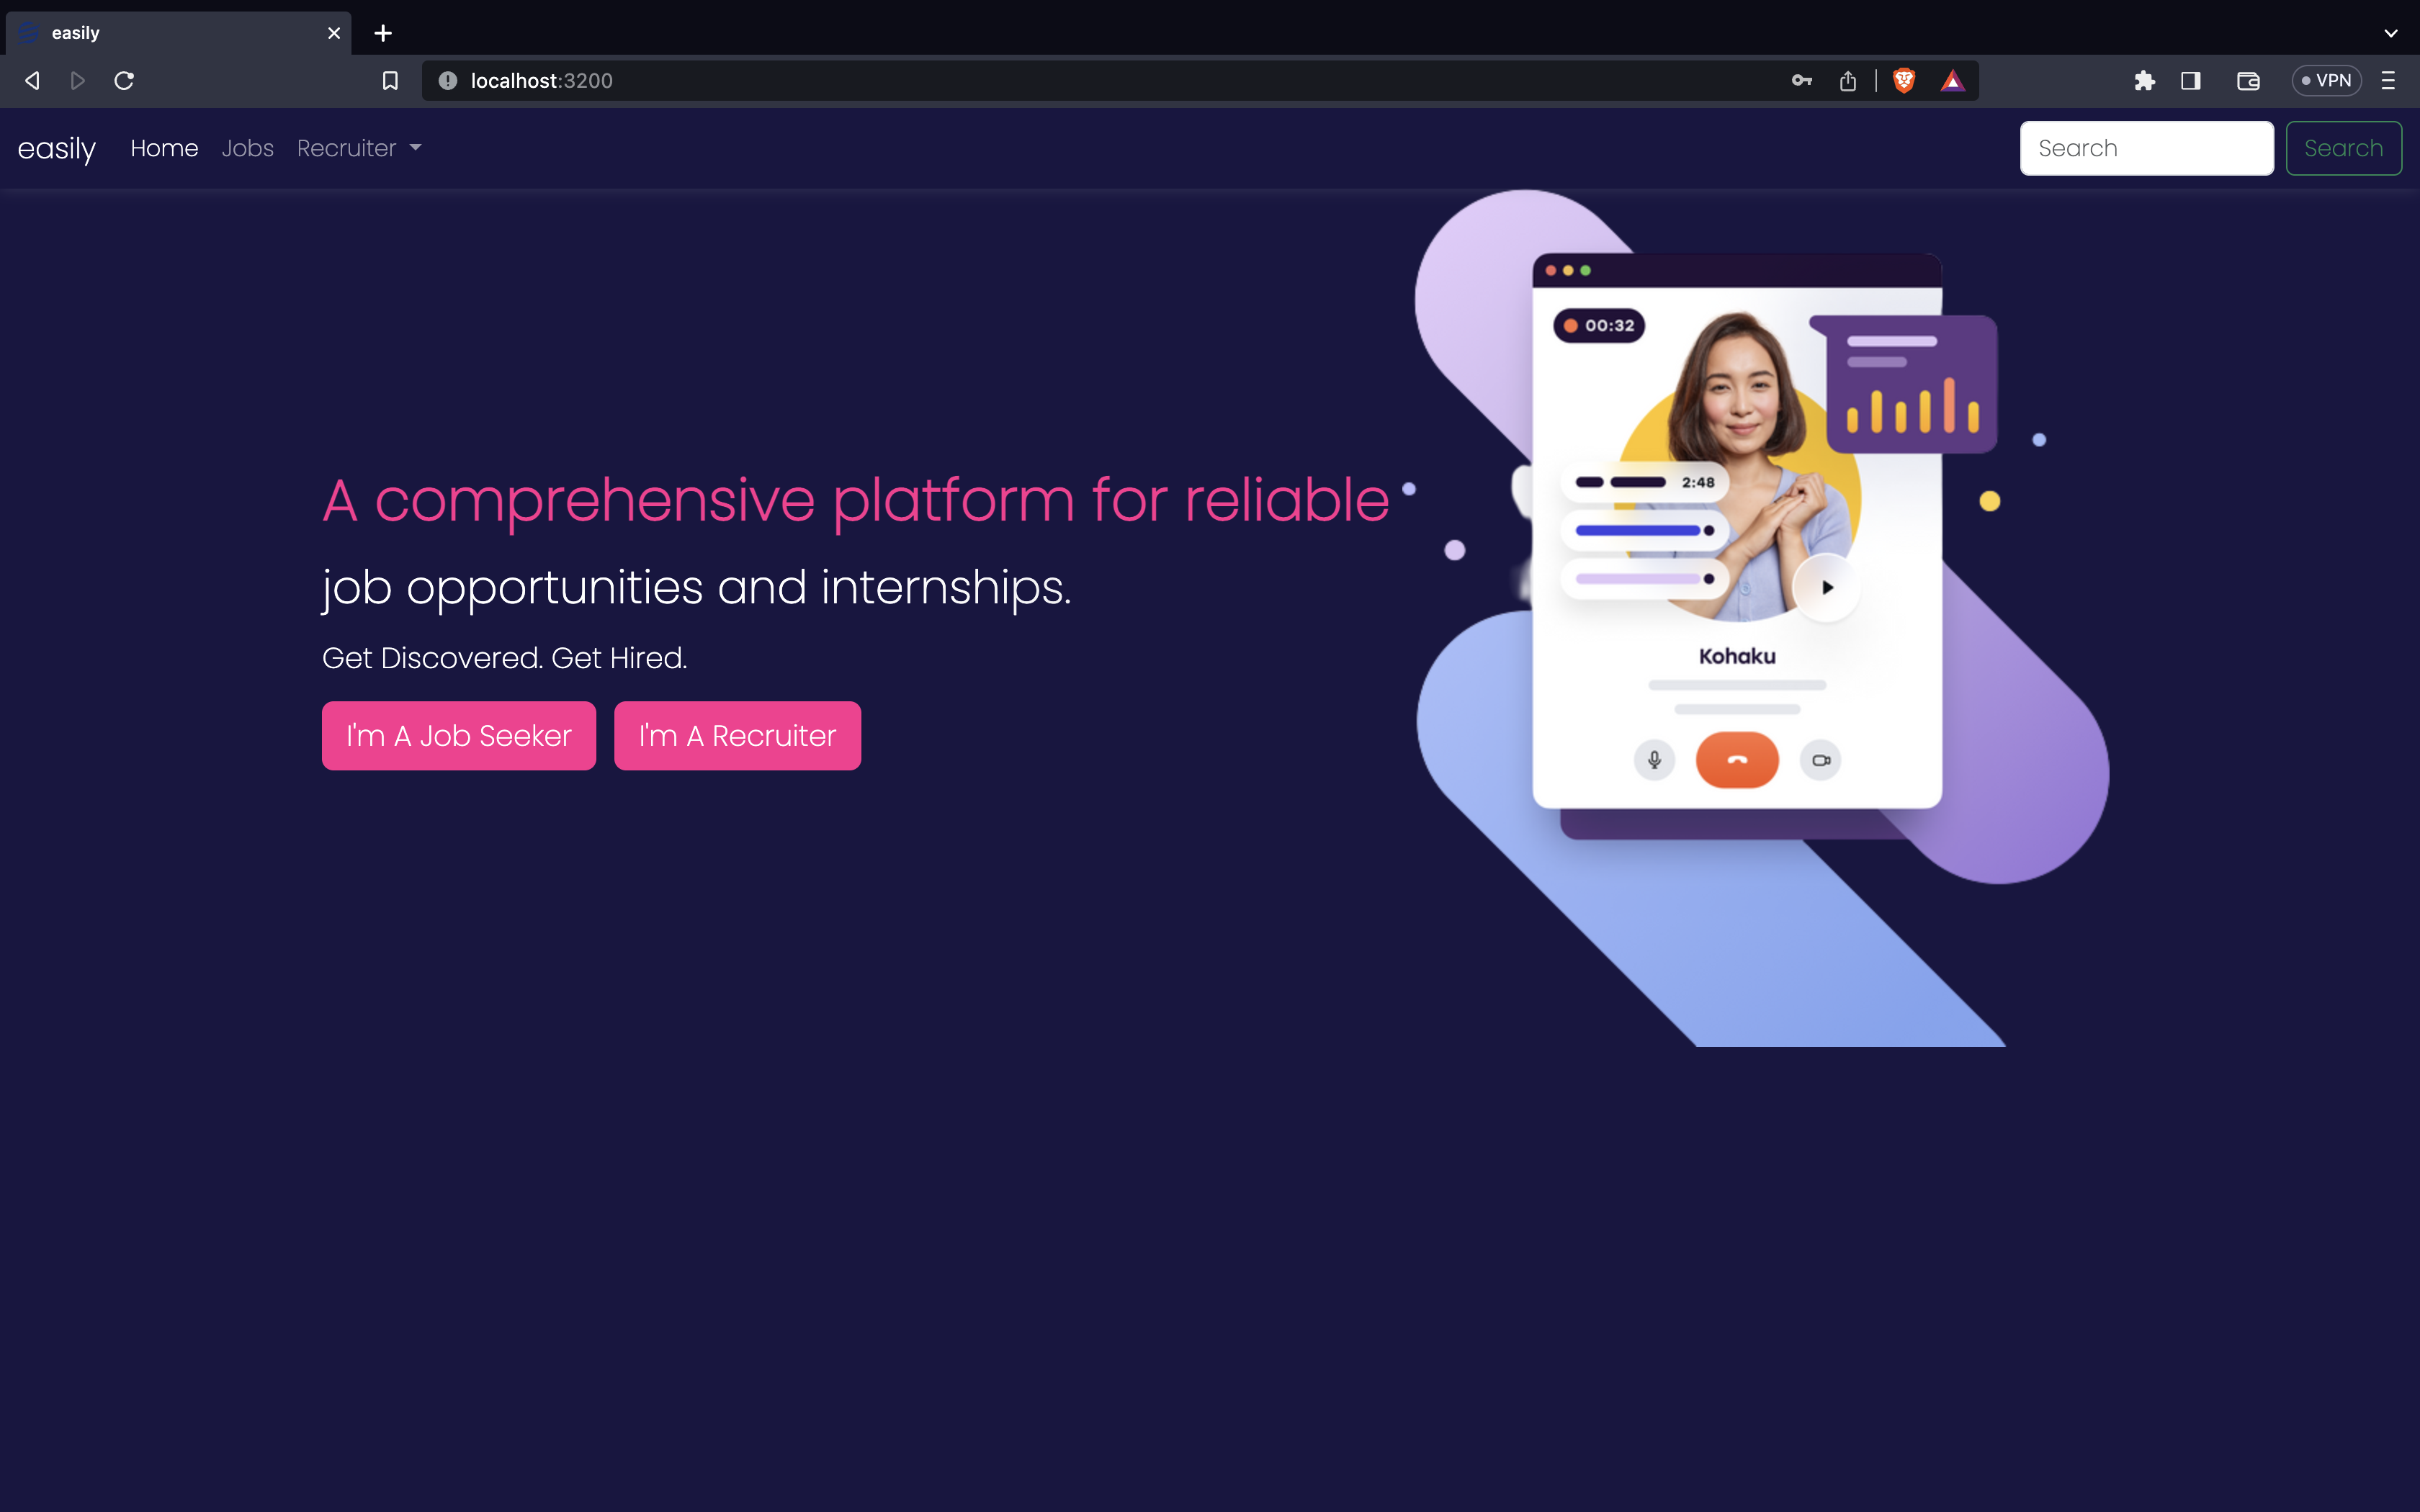 easily
localhost:3200
VPN
easily Home Jobs Recruiter
Search Search
A comprehensive platform for reliable
job opportunities and internships.
Get Discovered. Get Hired.
I'm A Job Seeker I'm A Recruiter
00:32
2:48
Kohaku